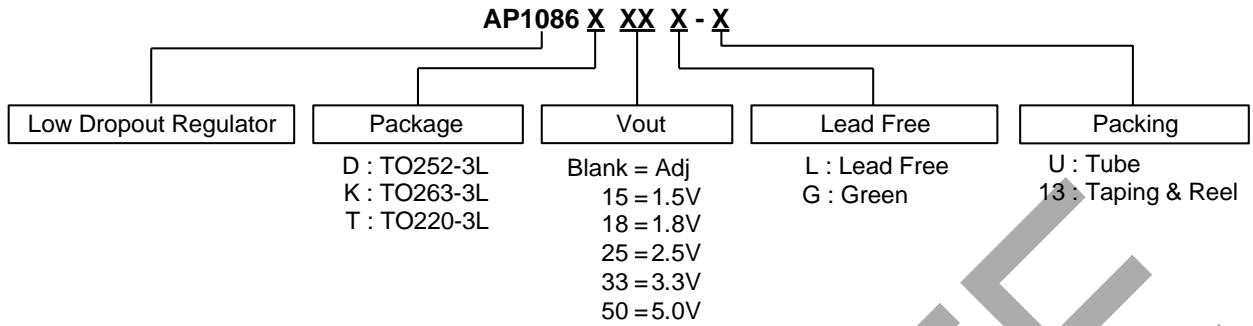 AP1086 X XX X - X
Low Dropout Regulator
Package
Vout
Lead Free
Packing
D : TO252-3L
K : TO263-3L
T : TO220-3L
Blank = Adj
15 = 1.5V
18 = 1.8V
25 = 2.5V
33 = 3.3V
50 = 5.0V
L : Lead Free
G : Green
U : Tube
13 : Taping & Reel